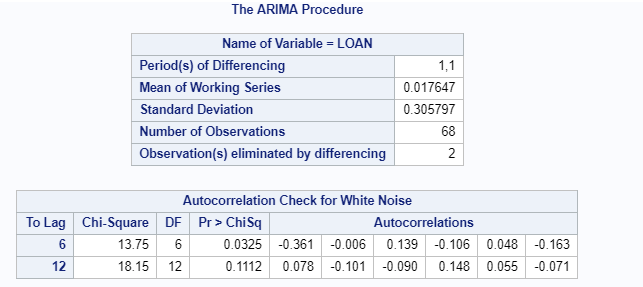 The ARIMA Procedure
Name of Variable = LOAN
Period(s) of Differencing 1,1
Mean of Working Series 0.017647
Standard Deviation 0.305797
Number of Observations 68
Observation(s) eliminated by differencing 2
Autocorrelation Check for White Noise
To Lag Chi-Square DF Pr > ChiSq Autocorrelations
6 13.75 6 0.0325 -0.361 -0.006 0.139 -0.106 0.048 -0.163
12 18.15 12 0.1112 0.078 -0.101 -0.090 0.148 0.055 -0.071